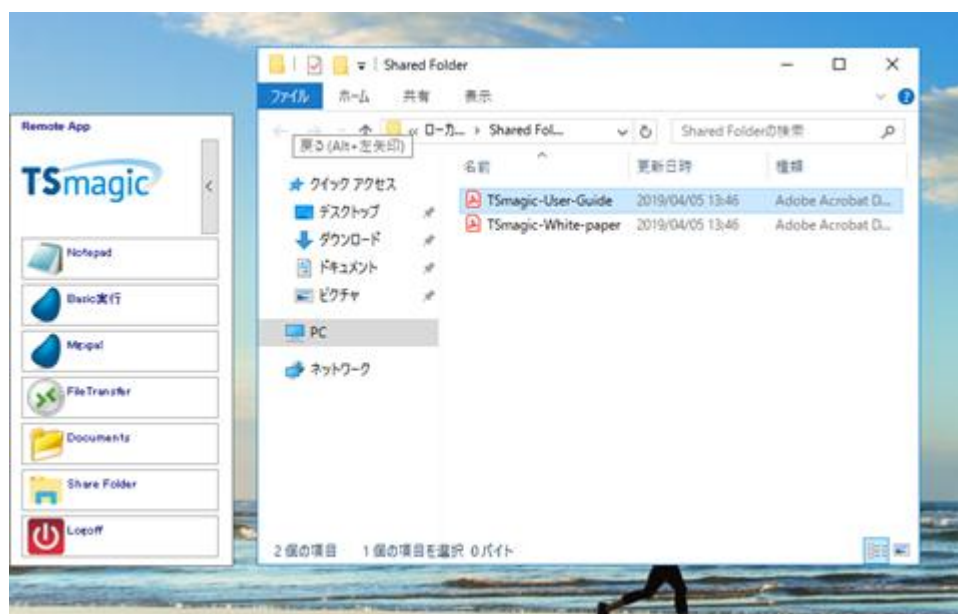 Remote App
TSmagic
Notepad
Basic実行
FileTransfer
Documents
Share Folder
Logoff
Shared Folder
ファイル ホーム 共有 表示
« ローカ... › Shared Fol...
Shared Folderの検索
戻る (Alt+左矢印)
名前 更新日時 種類
クイック アクセス
デスクトップ
ダウンロード
ドキュメント
ピクチャ
PC
ネットワーク
TSmagic-User-Guide 2019/04/05 13:46 Adobe Acrobat D...
TSmagic-White-paper 2019/04/05 13:46 Adobe Acrobat D...
2 個の項目 1 個の項目を選択 0 バイト